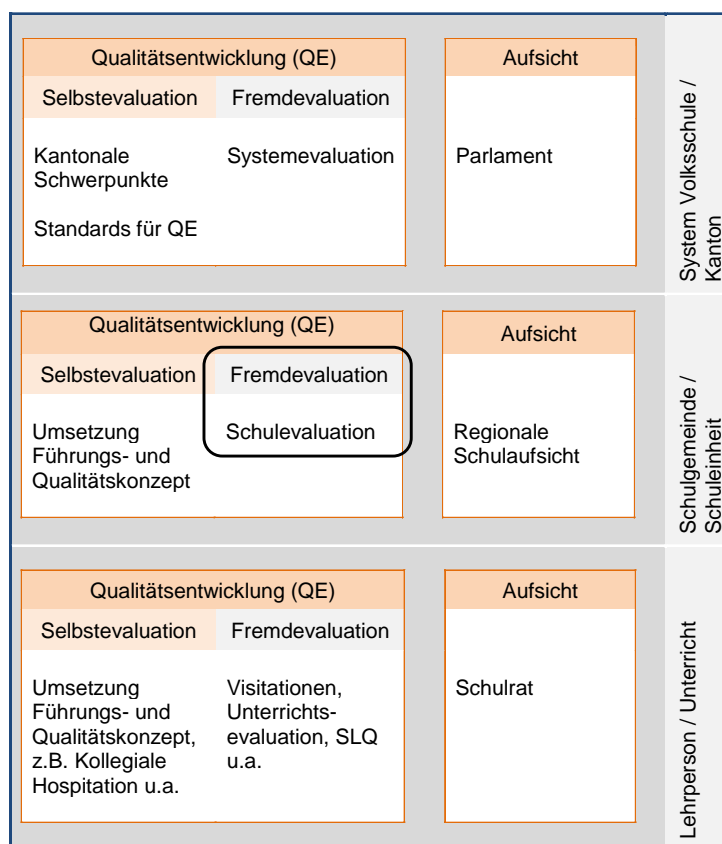 Qualitätsentwicklung (QE)
Aufsicht
Selbstevaluation
Fremdevaluation
Kantonale
Schwerpunkte
Standards für QE
Systemevaluation
Parlament
System Volksschule /
Kanton
Qualitätsentwicklung (QE)
Aufsicht
Selbstevaluation
Fremdevaluation
Umsetzung
Führungs- und
Qualitätskonzept
Schulevaluation
Regionale
Schulaufsicht
Schulgemeinde /
Schuleinheit
Qualitätsentwicklung (QE)
Aufsicht
Selbstevaluation
Fremdevaluation
Umsetzung
Führungs- und
Qualitätskonzept,
z.B. Kollegiale
Hospitation u.a.
Visitationen,
Unterrichts-
evaluation, SLQ
u.a.
Schulrat
Lehrperson / Unterricht